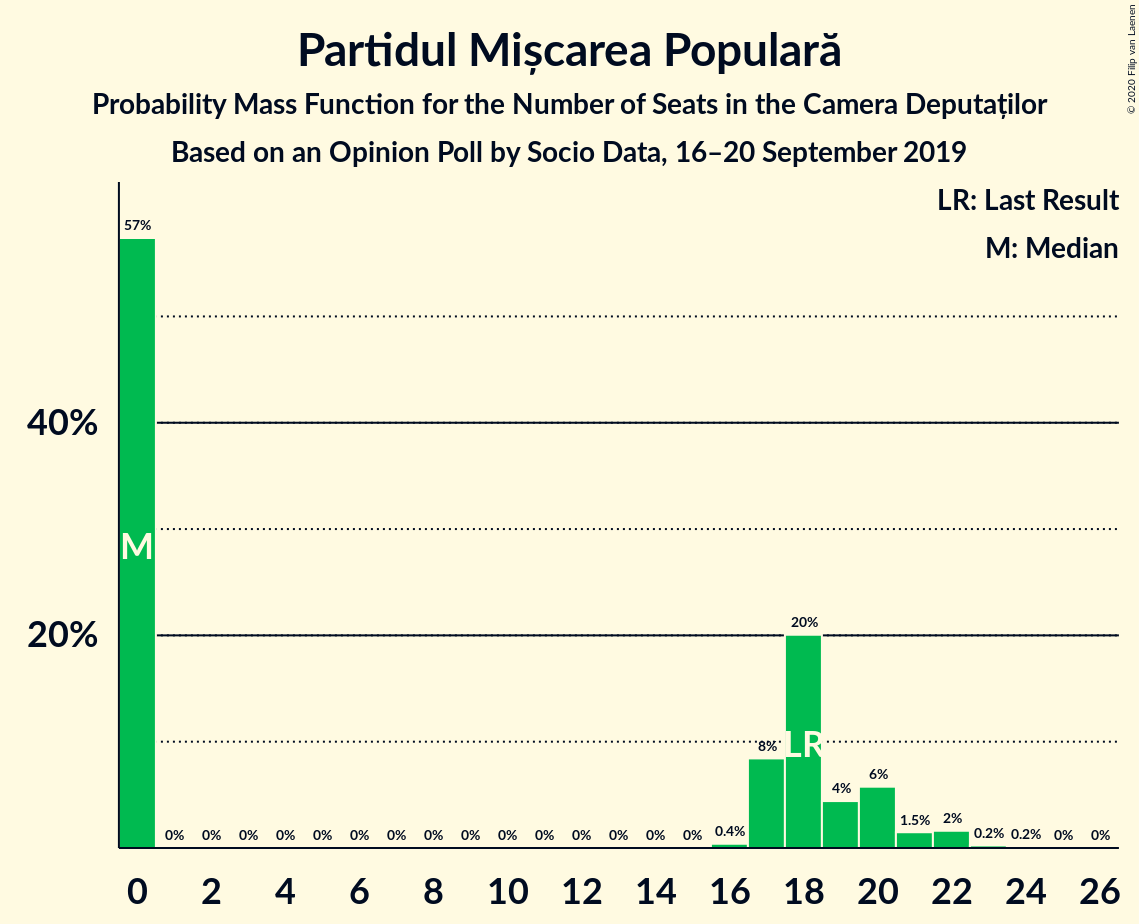 Partidul Mișcarea Populară
Probability Mass Function for the Number of Seats in the Camera Deputaților
Based on an Opinion Poll by Socio Data, 16–20 September 2019
© 2020 Filip van Laenen
LR: Last Result
M: Median
57%
40%
M
20%
20%
LR
8%
6%
4%
0% 0% 0% 0% 0% 0% 0% 0% 0% 0% 0% 0% 0% 0% 0% 0.4% 1.5% 2% 0.2% 0.2% 0% 0%
0 2 4 6 8 10 12 14 16 18 20 22 24 26